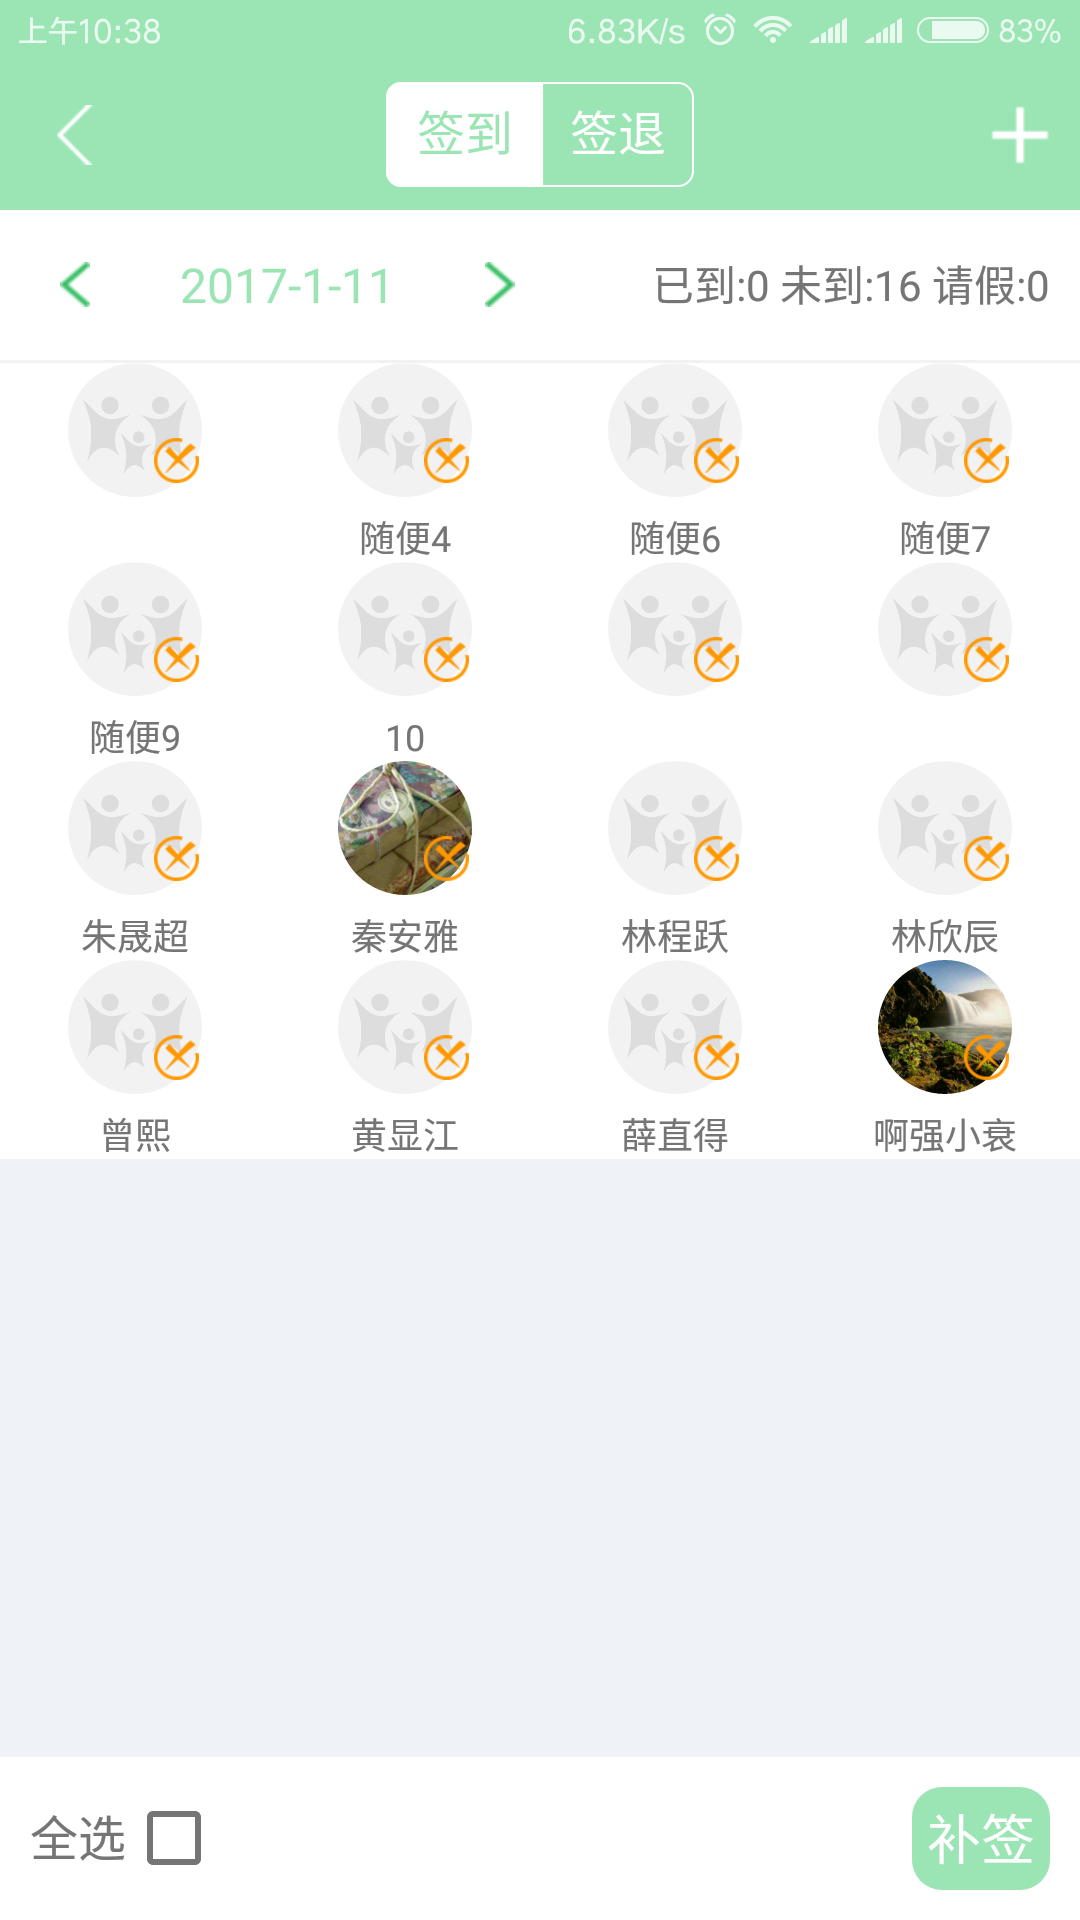 上午10:38 6.83K/s 83%
签到 签退
2017-1-11 已到:0 未到:16 请假:0
随便4 随便6 随便7
随便9 10
朱晟超 秦安雅 林程跃 林欣辰
曾熙 黄显江 薛直得 啊强小衰
全选 补签